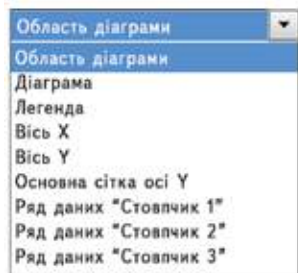 Область діаграми
Область діаграми
Діаграма
Легенда
Вісь X
Вісь Y
Основна сітка осі Y
Ряд даних "Стовпчик 1"
Ряд даних "Стовпчик 2"
Ряд даних "Стовпчик 3"